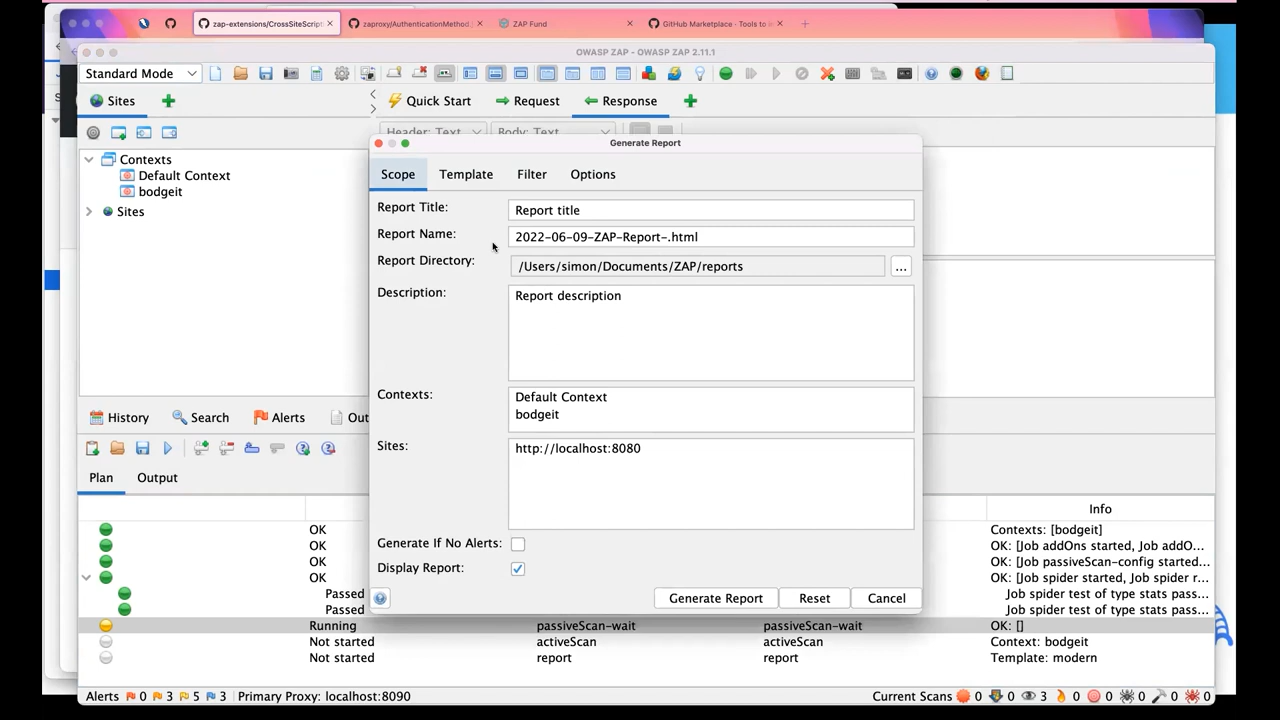 zap-extensions/CrossSiteScripti
zaproxy/AuthenticationMethod
ZAP Fund
GitHub Marketplace · Tools to i
OWASP ZAP - OWASP ZAP 2.11.1
Standard Mode
Sites
Quick Start
Request
Response
Header: Text
Body: Text
Contexts
Default Context
bodgeit
Sites
Generate Report
Scope
Template
Filter
Options
Report Title:
Report title
Report Name:
2022-06-09-ZAP-Report-.html
Report Directory:
/Users/simon/Documents/ZAP/reports
...
Description:
Report description
Contexts:
Default Context
bodgeit
Sites:
http://localhost:8080
Generate If No Alerts:
Display Report:
Generate Report
Reset
Cancel
History
Search
Alerts
Out
Plan
Output
Info
OK
Contexts: [bodgeit]
OK
OK: [Job addOns started, Job addO...
OK
OK: [Job passiveScan-config started...
OK
OK: [Job spider started, Job spider r...
Passed
Job spider test of type stats pass...
Passed
Job spider test of type stats pass...
Running
passiveScan-wait
passiveScan-wait
OK: []
Not started
activeScan
activeScan
Context: bodgeit
Not started
report
report
Template: modern
Alerts 0 3 5 3 Primary Proxy: localhost:8090
Current Scans 0 0 3 0 0 0 0 0